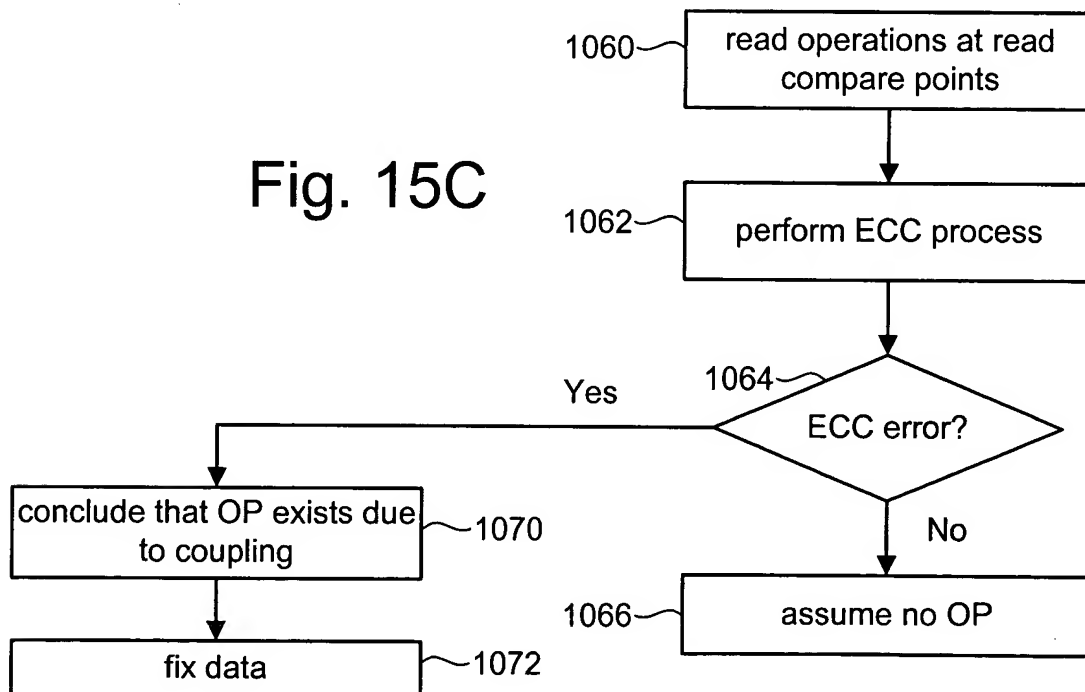 1060
read operations at read
compare points
Fig. 15C
1062
perform ECC process
1064
Yes
ECC error?
conclude that OP exists due
to coupling
1070
No
1066
assume no OP
fix data
1072